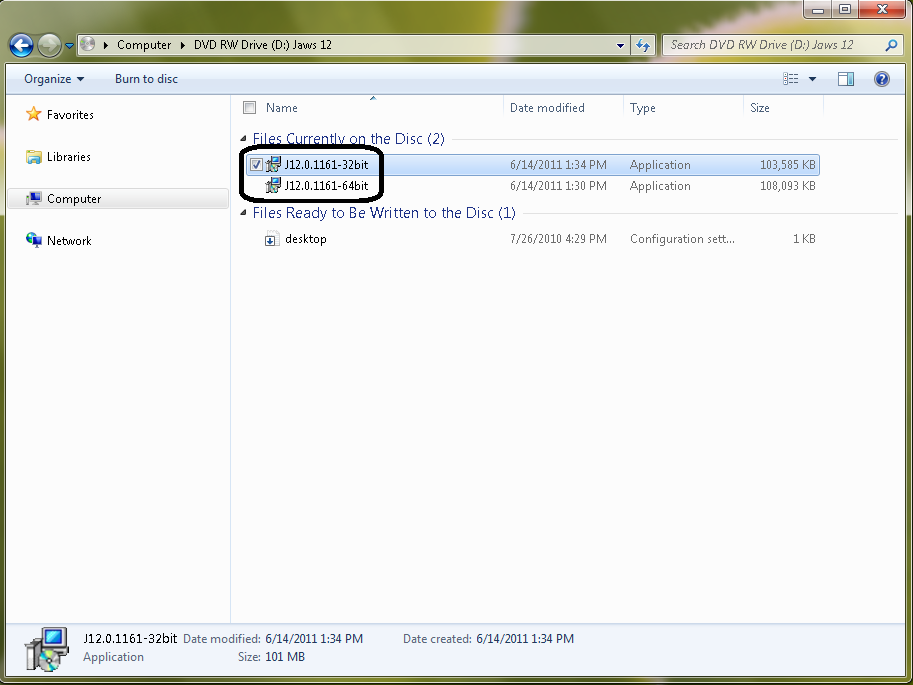 Computer ▸ DVD RW Drive (D:) Jaws 12 Search DVD RW Drive (D:) Jaws 12
Organize Burn to disc
Favorites
Libraries
Computer
Network
Name Date modified Type Size
Files Currently on the Disc (2)
J12.0.1161-32bit 6/14/2011 1:34 PM Application 103,585 KB
J12.0.1161-64bit 6/14/2011 1:30 PM Application 108,093 KB
Files Ready to Be Written to the Disc (1)
desktop 7/26/2010 4:29 PM Configuration sett... 1 KB
J12.0.1161-32bit Date modified: 6/14/2011 1:34 PM Date created: 6/14/2011 1:34 PM
Application Size: 101 MB